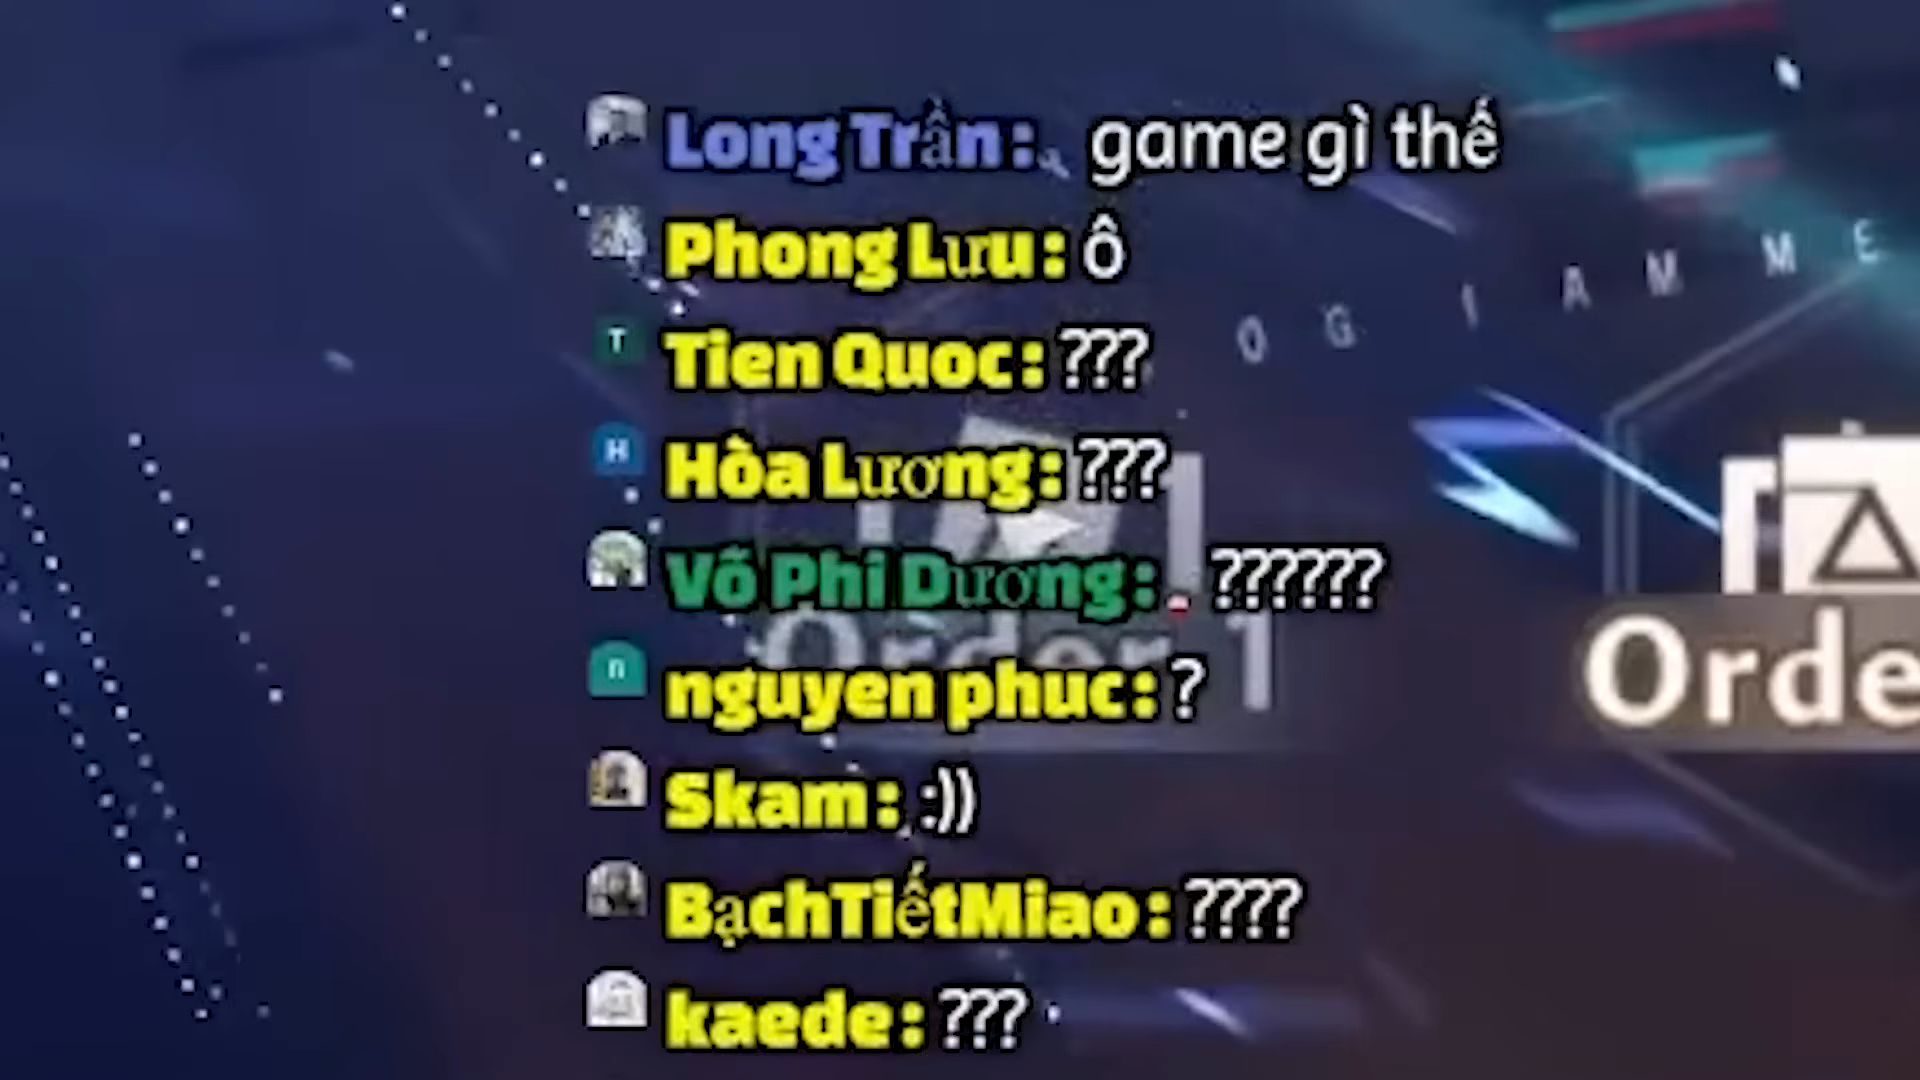 Long Trần: game gì thế
Phong Lưu: Ô
Tien Quoc: ???
O G I A M M E
H Hòa Lương: ???
Võ Phi Dương: ??????
Order 1
n nguyen phuc: ?
Skam: :))
BạchTiếtMiao: ????
kaede: ???